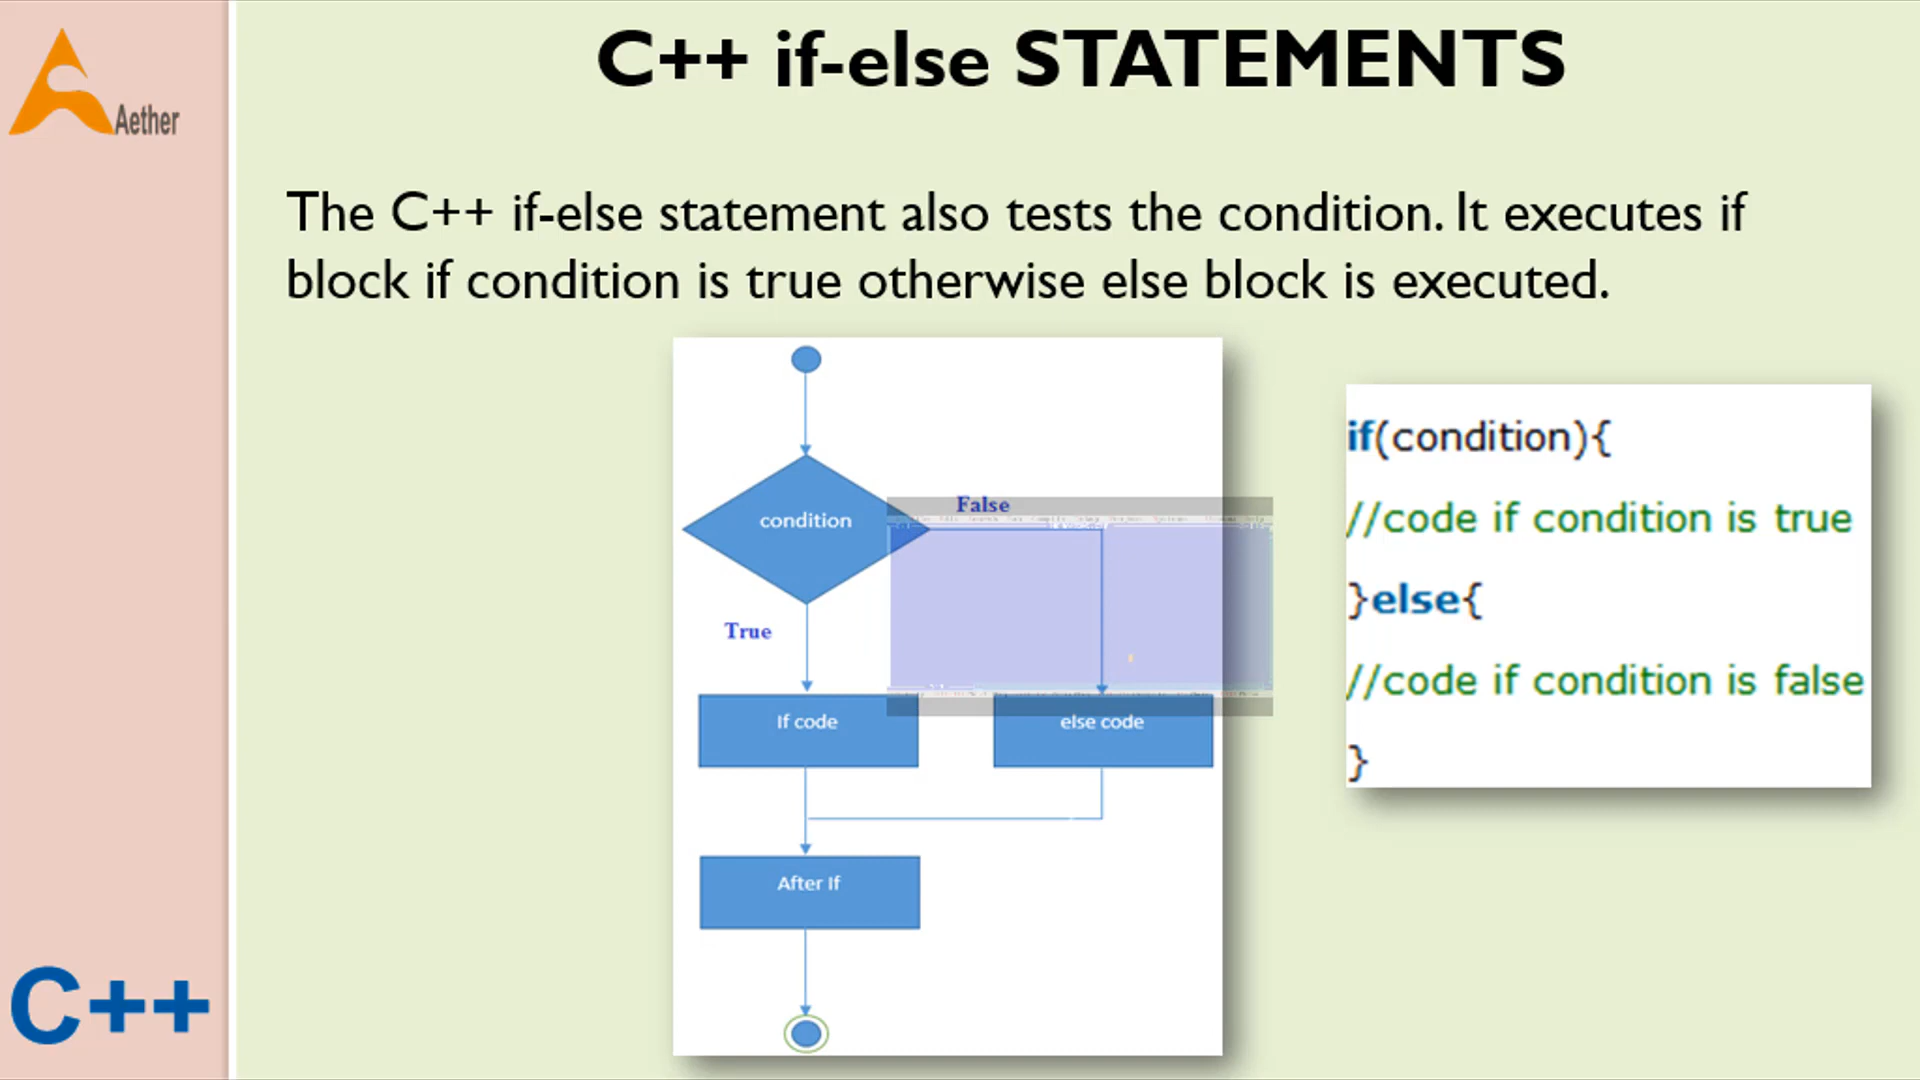 Aether
C++ if-else STATEMENTS
The C++ if-else statement also tests the condition. It executes if
block if condition is true otherwise else block is executed.
condition
False
True
If code
else code
After If
if(condition){
//code if condition is true
}else{
//code if condition is false
}
C++